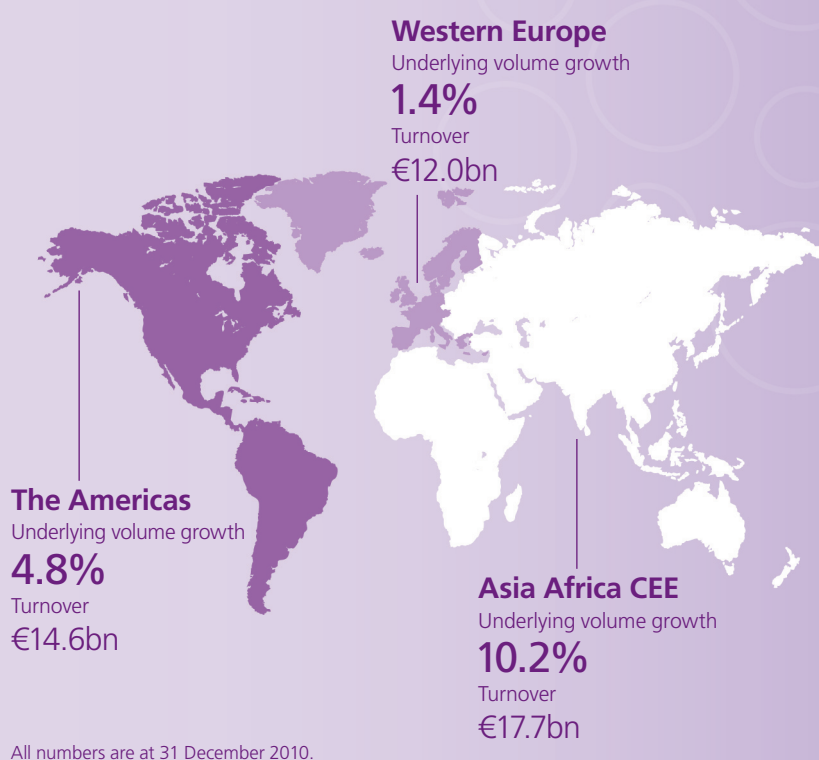 Western Europe
Underlying volume growth
1.4%
Turnover
€12.0bn
The Americas
Underlying volume growth
4.8%
Turnover
€14.6bn
Asia Africa CEE
Underlying volume growth
10.2%
Turnover
€17.7bn
All numbers are at 31 December 2010.